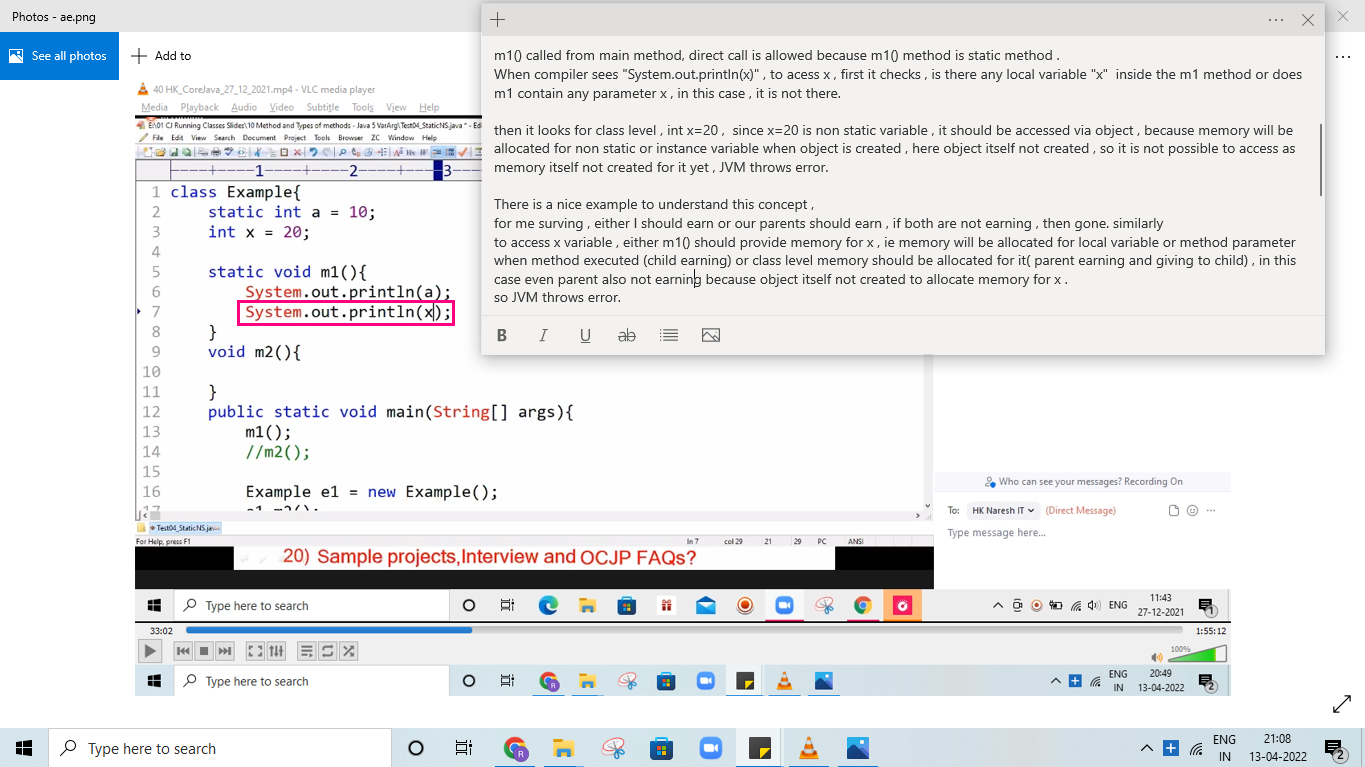 Photos - ae.png
See all photos
Add to
m1() called from main method, direct call is allowed because m1() method is static method .
When compiler sees "System.out.println(x)" , to acess x , first it checks , is there any local variable "x" inside the m1 method or does
m1 contain any parameter x , in this case , it is not there.
then it looks for class level , int x=20 , since x=20 is non static variable , it should be accessed via object , because memory will be
allocated for non static or instance variable when object is created , here object itself not created , so it is not possible to access as
memory itself not created for it yet , JVM throws error.
There is a nice example to understand this concept ,
for me surving , either I should earn or our parents should earn , if both are not earning , then gone. similarly
to access x variable , either m1() should provide memory for x , ie memory will be allocated for local variable or method parameter
when method executed (child earning) or class level memory should be allocated for it( parent earning and giving to child) , in this
case even parent also not earning because object itself not created to allocate memory for x .
so JVM throws error.
B I U ab
40 HK_CoreJava_27_12_2021.mp4 - VLC media player
Media Playback Audio Video Subtitle Tools View Help
E:\01 CJ Running Classes Slides\10 Method and Types of methods - Java 5 VarArg\Test04_StaticNS.java * - Edi
File Edit View Search Document Project Tools Browser ZC Window Help
----+----1----+----2----+----3
1 class Example{
2 static int a = 10;
3 int x = 20;
4
5 static void m1(){
6 System.out.println(a);
7 System.out.println(x);
8 }
9 void m2(){
10
11 }
12 public static void main(String[] args){
13 m1();
14 //m2();
15
16 Example e1 = new Example();
17 e1.m2();
Test04_StaticNS.jav...
For Help, press F1
ln 7 col 29 21 29 PC ANSI
20) Sample projects,Interview and OCJP FAQs?
Who can see your messages? Recording On
To: HK Naresh IT (Direct Message)
Type message here...
Type here to search
ENG
11:43
27-12-2021
1
33:02
1:55:12
100%
Type here to search
ENG
IN
20:49
13-04-2022
2
Type here to search
ENG
IN
21:08
13-04-2022
2